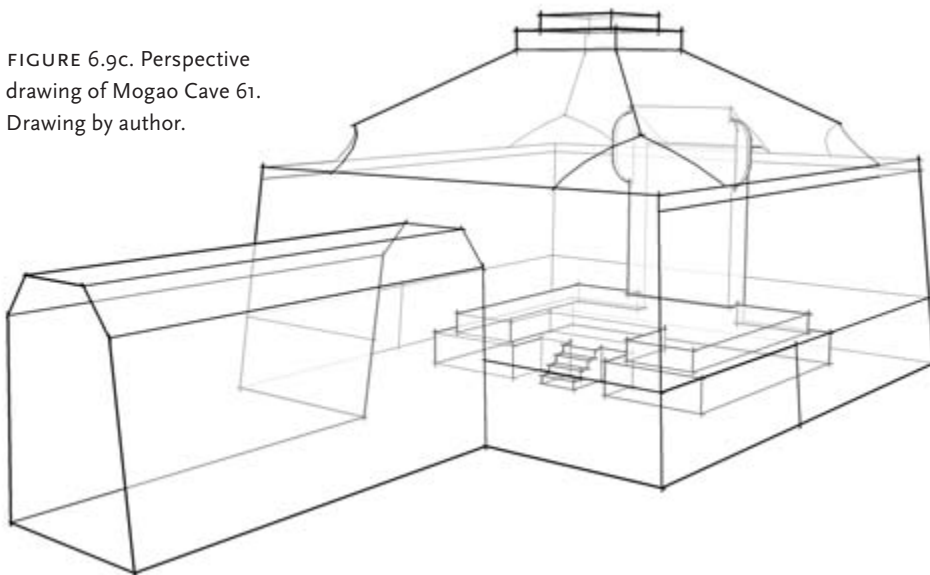 FIGURE 6.9c. Perspective
drawing of Mogao Cave 61.
Drawing by author.